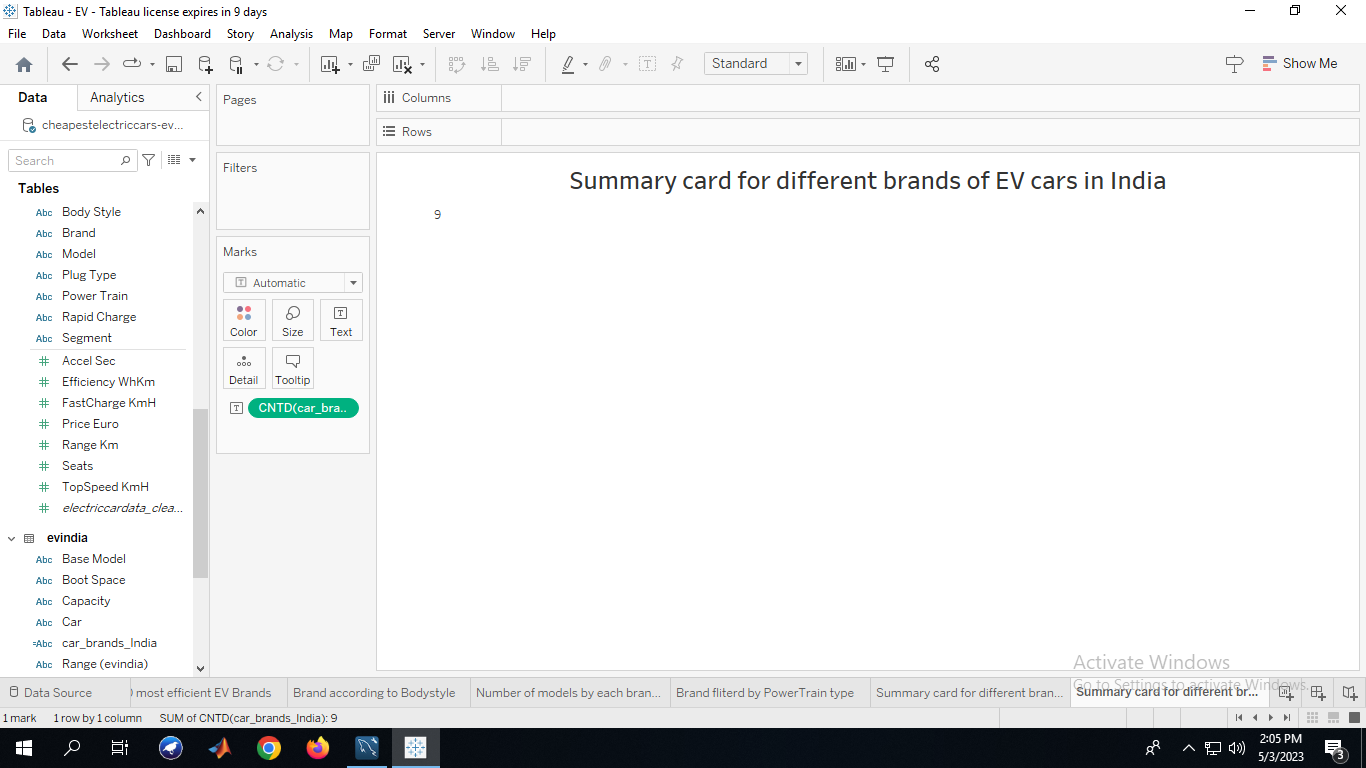 Tableau - EV - Tableau license expires in 9 days
File Data Worksheet Dashboard Story Analysis Map Format Server Window Help
Standard
Show Me
Data Analytics
cheapestelectriccars-ev...
Search
Tables
Abc Body Style
Abc Brand
Abc Model
Abc Plug Type
Abc Power Train
Abc Rapid Charge
Abc Segment
# Accel Sec
# Efficiency WhKm
# FastCharge KmH
# Price Euro
# Range Km
# Seats
# TopSpeed KmH
# electriccardata_clea...
evindia
Abc Base Model
Abc Boot Space
Abc Capacity
Abc Car
=Abc car_brands_India
Abc Range (evindia)
Pages
Filters
Marks
T Automatic
Color Size Text
Detail Tooltip
T CNTD(car_bra..
Columns
Rows
Summary card for different brands of EV cars in India
9
Activate Windows
Go to Settings to activate Windows.
Data Source
most efficient EV Brands
Brand according to Bodystyle
Number of models by each bran...
Brand fliterd by PowerTrain type
Summary card for different bran...
Summary card for different br...
1 mark 1 row by 1 column SUM of CNTD(car_brands_India): 9
2:05 PM
5/3/2023
3